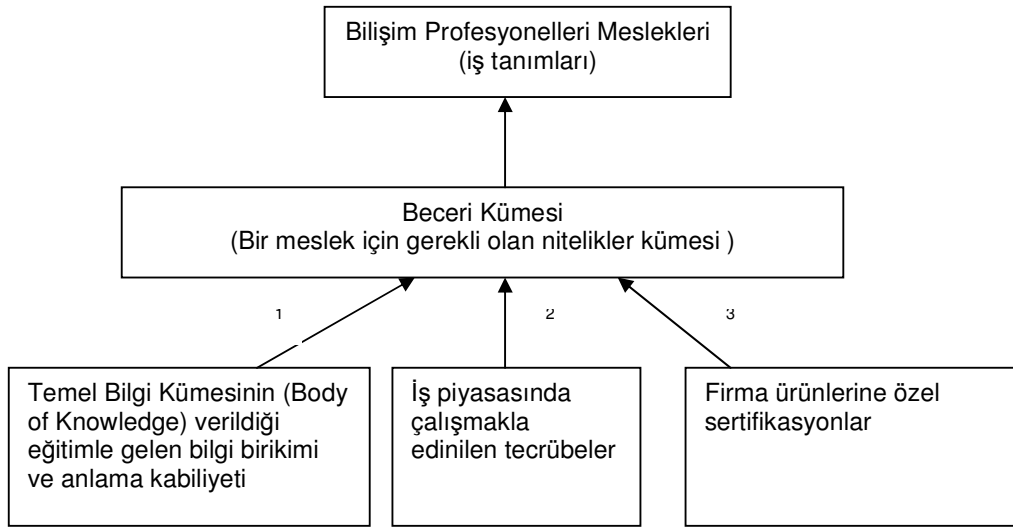 Bilişim Profesyonelleri Meslekleri
(iş tanımları)
Beceri Kümesi
(Bir meslek için gerekli olan nitelikler kümesi )
1
2
3
Temel Bilgi Kümesinin (Body
of Knowledge) verildiği
eğitimle gelen bilgi birikimi
ve anlama kabiliyeti
İş piyasasında
çalışmakla
edinilen tecrübeler
Firma ürünlerine özel
sertifikasyonlar